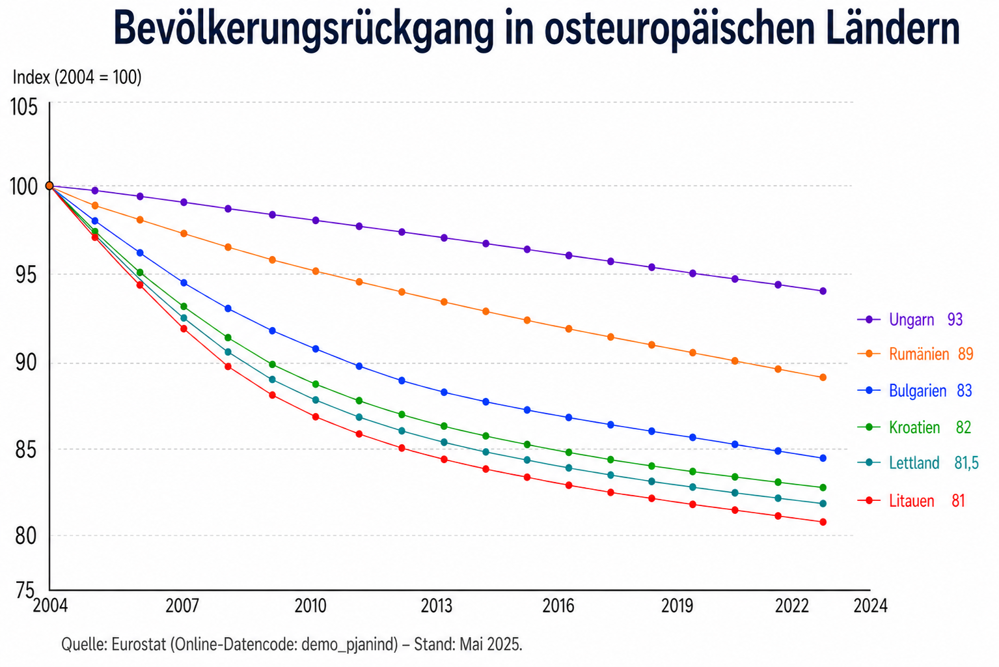 Bevölkerungsrückgang in osteuropäischen Ländern
Index (2004 = 100)
105
100
95
90
85
80
75
2004 2007 2010 2013 2016 2019 2022 2024
Ungarn 93
Rumänien 89
Bulgarien 83
Kroatien 82
Lettland 81,5
Litauen 81
Quelle: Eurostat (Online-Datencode: demo_pjanind) – Stand: Mai 2025.